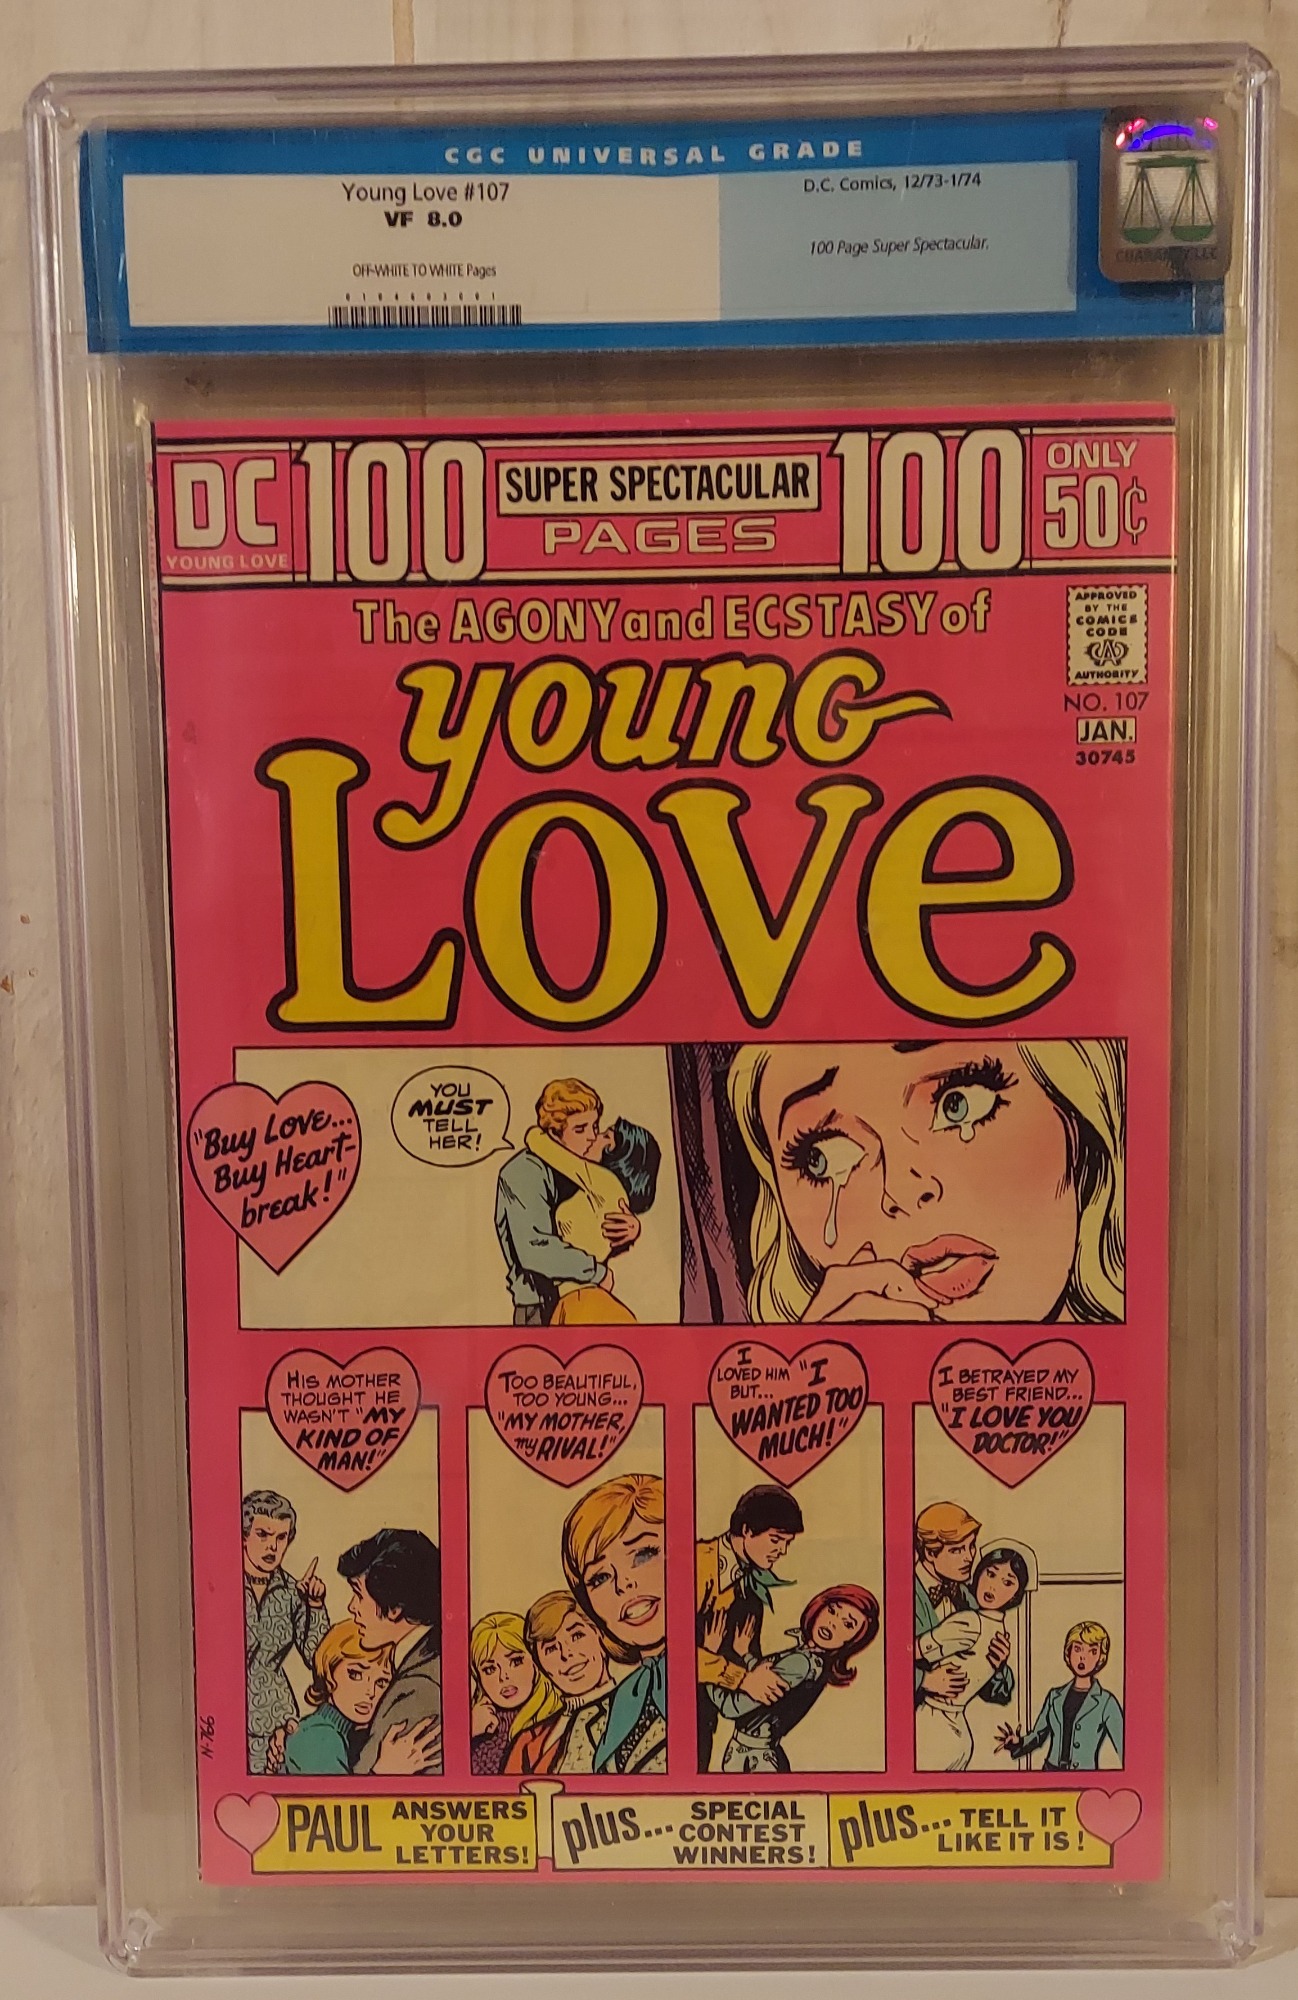 CGC UNIVERSAL GRADE
Young Love #107
VF 8.0
OFF-WHITE TO WHITE Pages
D.C. Comics, 12/73-1/74
100 Page Super Spectacular.
DC
YOUNG LOVE
100
SUPER SPECTACULAR
PAGES
100
ONLY
50¢
The AGONY and ECSTASY of
young
Love
APPROVED
BY THE
COMICS
CODE
CA
AUTHORITY
NO. 107
JAN.
30745
"Buy Love...
Buy Heart-
break!"
YOU
MUST
TELL
HER!
HIS MOTHER
THOUGHT HE
WASN'T "MY
KIND OF
MAN!"
TOO BEAUTIFUL,
TOO YOUNG...
"MY MOTHER,
my RIVAL!"
I
LOVED HIM "I
BUT...
WANTED TOO
MUCH!"
I BETRAYED MY
BEST FRIEND...
"I LOVE YOU
DOCTOR!"
N-766
PAUL ANSWERS
YOUR
LETTERS!
plus... SPECIAL
CONTEST
WINNERS!
plus... TELL IT
LIKE IT IS!